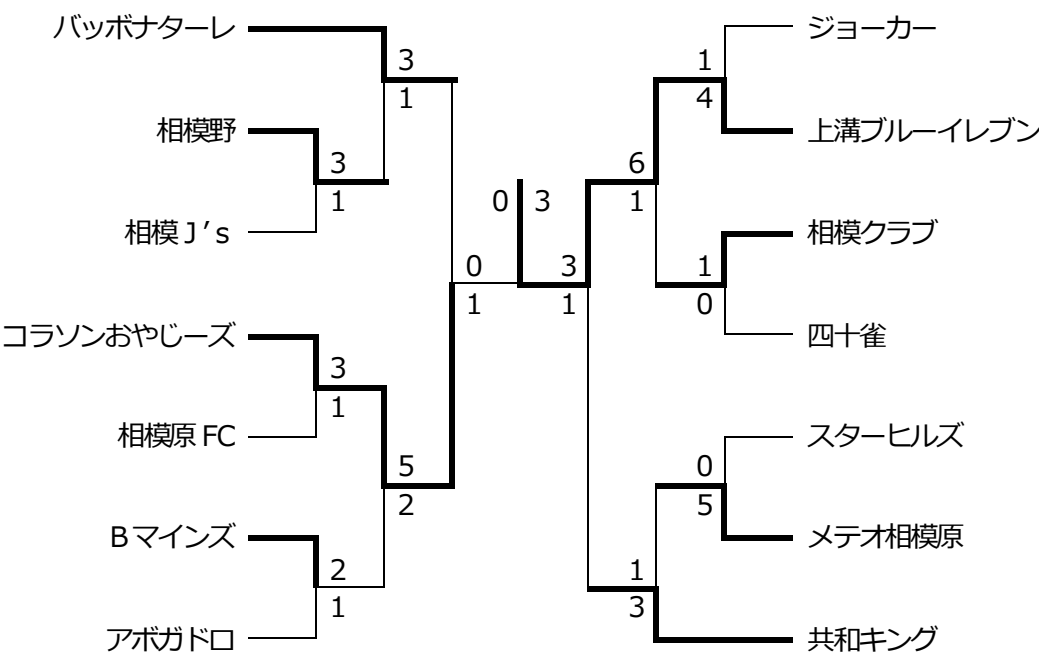 バッボナターレ
3
1
相模野
3
1
相模J’s
コラソンおやじーズ
3
1
相模原FC
5
2
Bマインズ
2
1
アボガドロ
0
1
0 3
ジョーカー
1
4
上溝ブルーイレブン
6
1
相模クラブ
1
0
四十雀
3
1
スターヒルズ
0
5
メテオ相模原
1
3
共和キング